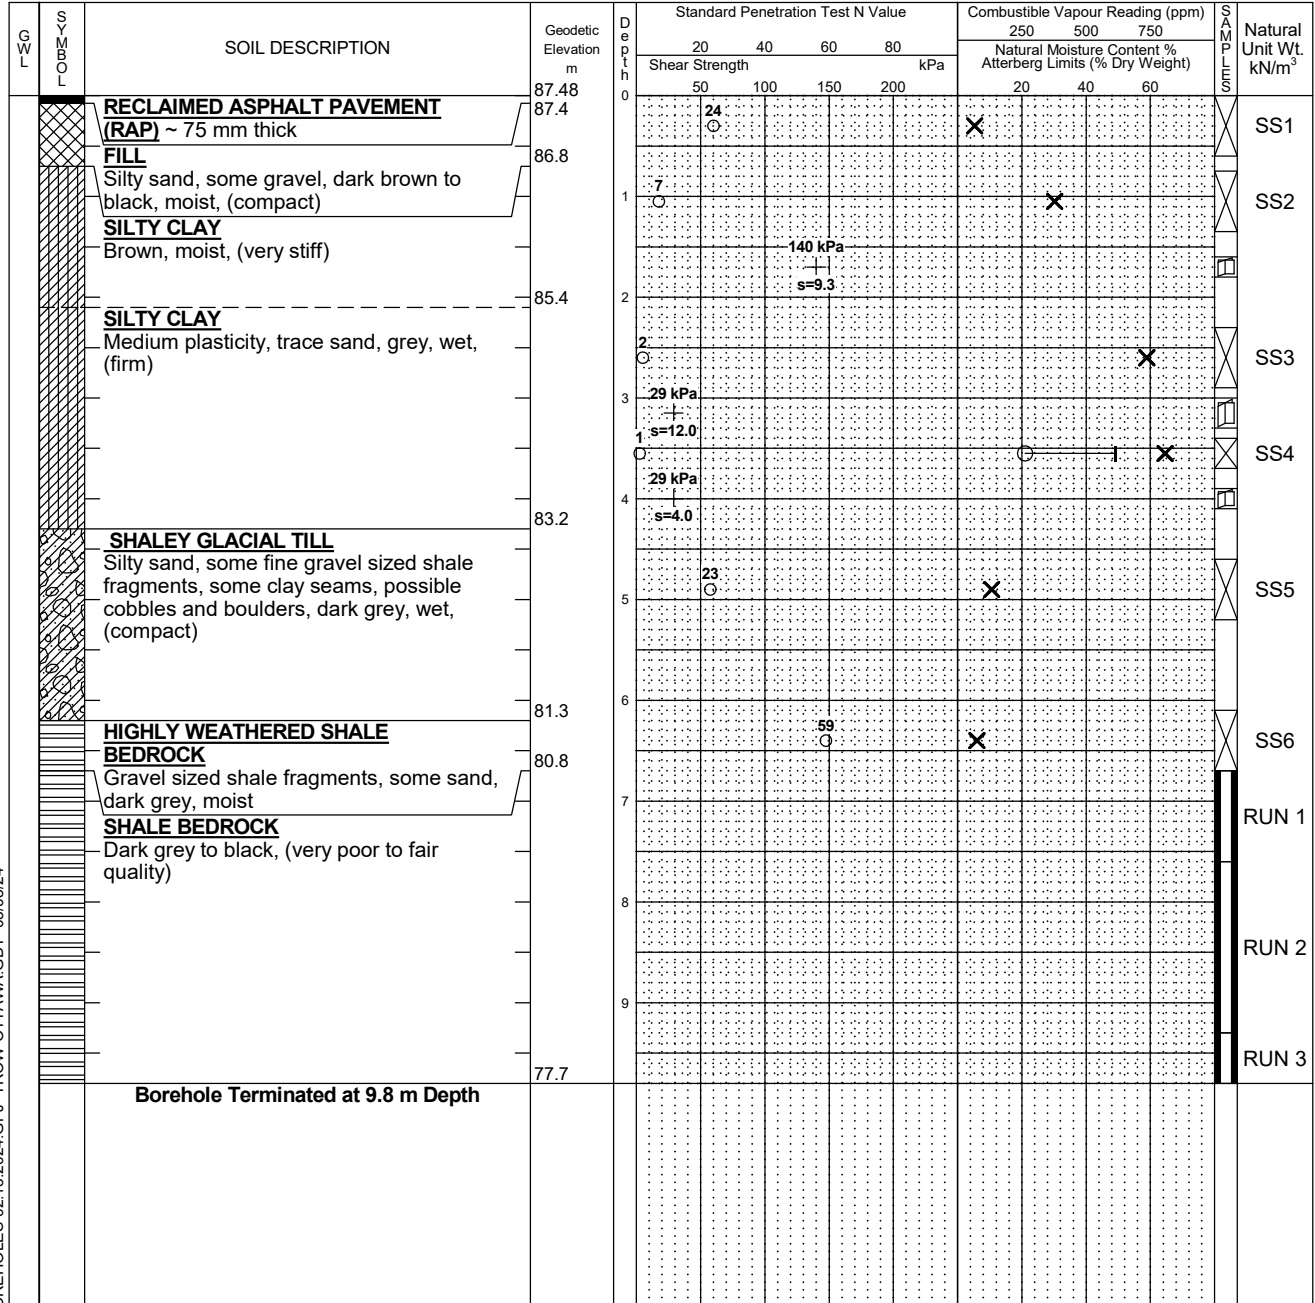 GWL
SYMBOL
SOIL DESCRIPTION
Geodetic
Elevation
m
87.48
Depth
Standard Penetration Test N Value
20 40 60 80
Shear Strength kPa
50 100 150 200
Combustible Vapour Reading (ppm)
250 500 750
Natural Moisture Content %
Atterberg Limits (% Dry Weight)
20 40 60
SAMPLES
Natural
Unit Wt.
kN/m³
0
RECLAIMED ASPHALT PAVEMENT
87.4
(RAP) ~ 75 mm thick
24
SS1
FILL
86.8
Silty sand, some gravel, dark brown to
black, moist, (compact)
7
1
SS2
SILTY CLAY
Brown, moist, (very stiff)
140 kPa
s=9.3
85.4
2
SILTY CLAY
Medium plasticity, trace sand, grey, wet,
(firm)
2
SS3
3
29 kPa
s=12.0
1
SS4
29 kPa
4
s=4.0
83.2
SHALEY GLACIAL TILL
Silty sand, some fine gravel sized shale
fragments, some clay seams, possible
cobbles and boulders, dark grey, wet,
(compact)
23
SS5
5
6
81.3
HIGHLY WEATHERED SHALE
BEDROCK
80.8
59
SS6
Gravel sized shale fragments, some sand,
dark grey, moist
7
RUN 1
SHALE BEDROCK
Dark grey to black, (very poor to fair
quality)
8
RUN 2
9
RUN 3
77.7
Borehole Terminated at 9.8 m Depth